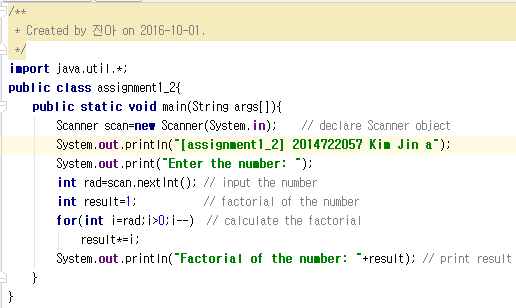 /**
 * Created by 진아 on 2016-10-01.
 */
import java.util.*;
public class assignment1_2{
    public static void main(String args[]){
        Scanner scan=new Scanner(System.in);    // declare Scanner object
        System.out.println("[assignment1_2] 2014722057 Kim Jin a");
        System.out.println("Enter the number: ");
        int rad=scan.nextInt(); // input the number
        int result=1;           // factorial of the number
        for(int i=rad;i>0;i--)  // calculate the factorial
            result*=i;
        System.out.println("Factorial of the number: "+result); // print result
    }
}